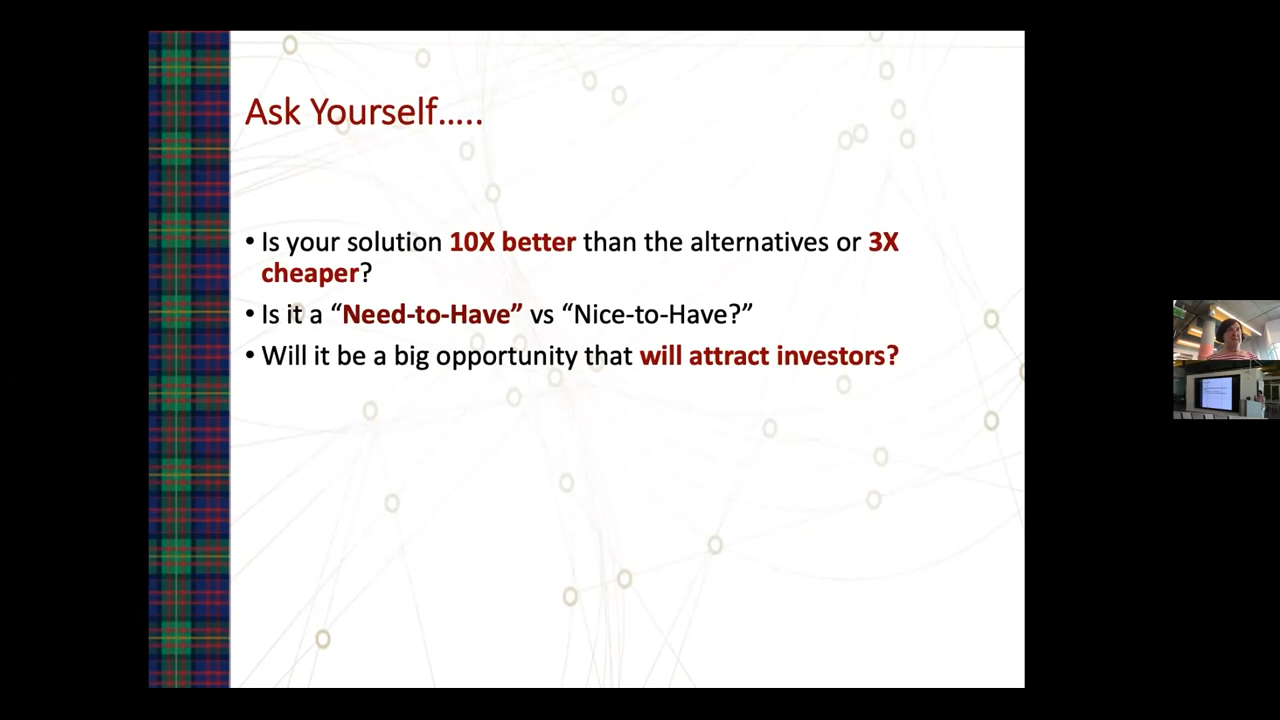 Ask Yourself.....
• Is your solution 10X better than the alternatives or 3X
cheaper?
• Is it a “Need-to-Have” vs “Nice-to-Have?”
• Will it be a big opportunity that will attract investors?